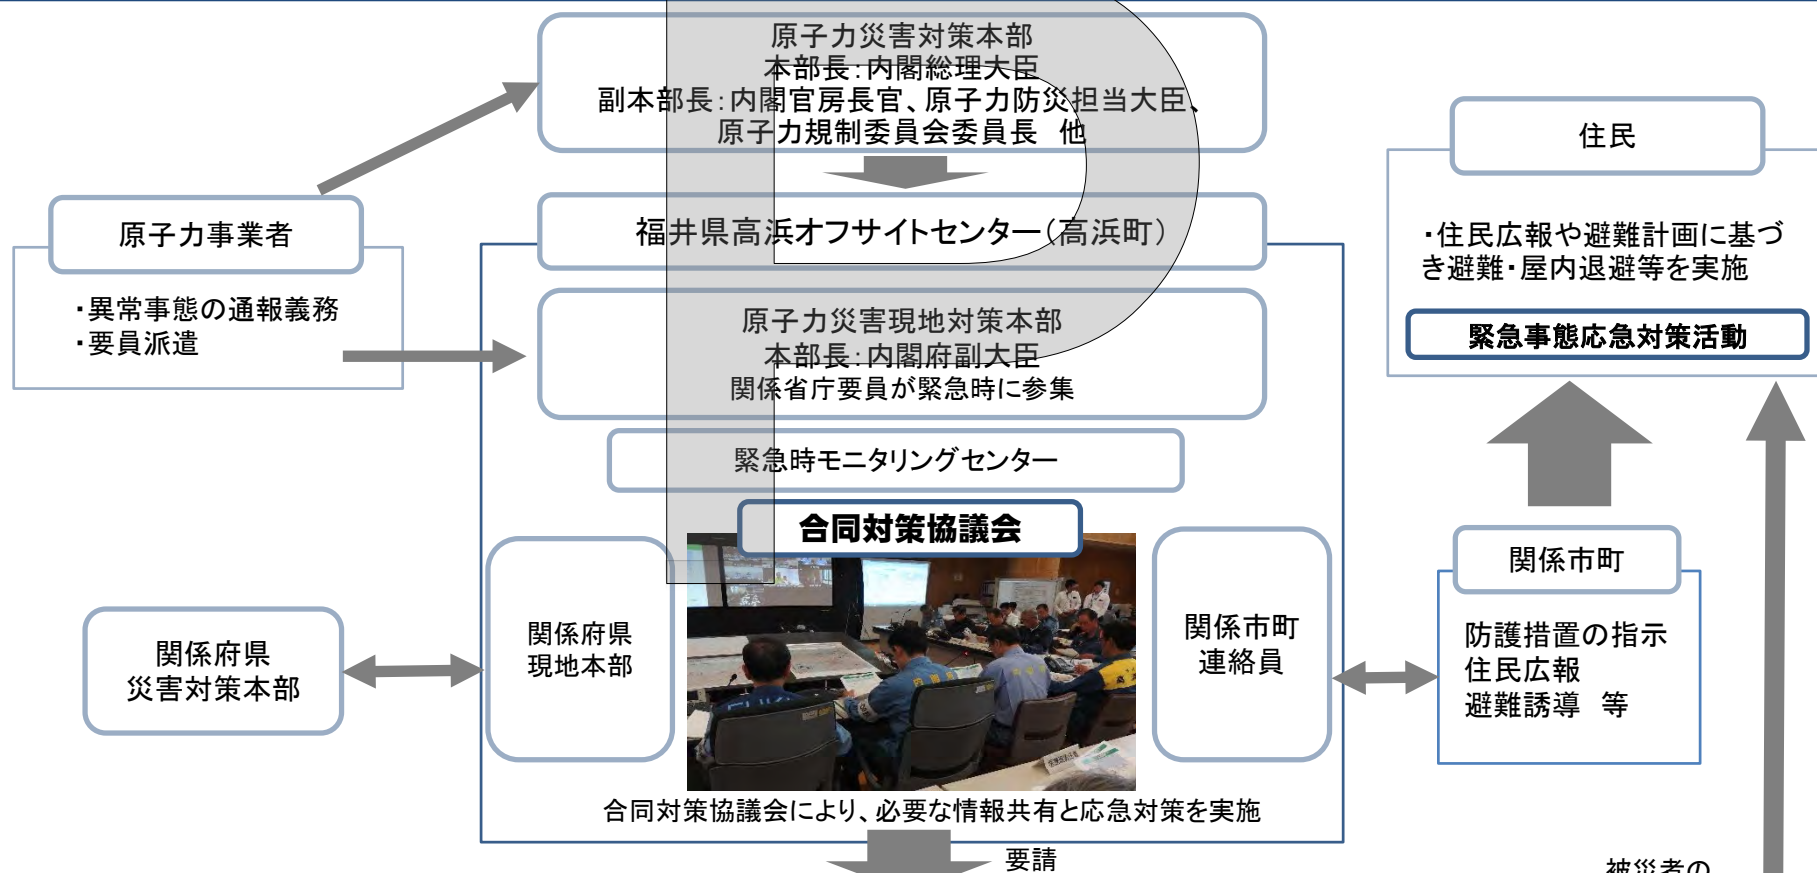 原子力災害対策本部
本部長：内閣総理大臣
副本部長：内閣官房長官、原子力防災担当大臣、
原子力規制委員会委員長　他
住民
・住民広報や避難計画に基づ
き避難・屋内退避等を実施
緊急事態応急対策活動
原子力事業者
・異常事態の通報義務
・要員派遣
福井県高浜オフサイトセンター（高浜町）
原子力災害現地対策本部
本部長：内閣府副大臣
関係省庁要員が緊急時に参集
緊急時モニタリングセンター
合同対策協議会
関係府県
災害対策本部
関係府県
現地本部
関係市町
連絡員
関係市町
防護措置の指示
住民広報
避難誘導　等
合同対策協議会により、必要な情報共有と応急対策を実施
要請
被災者の